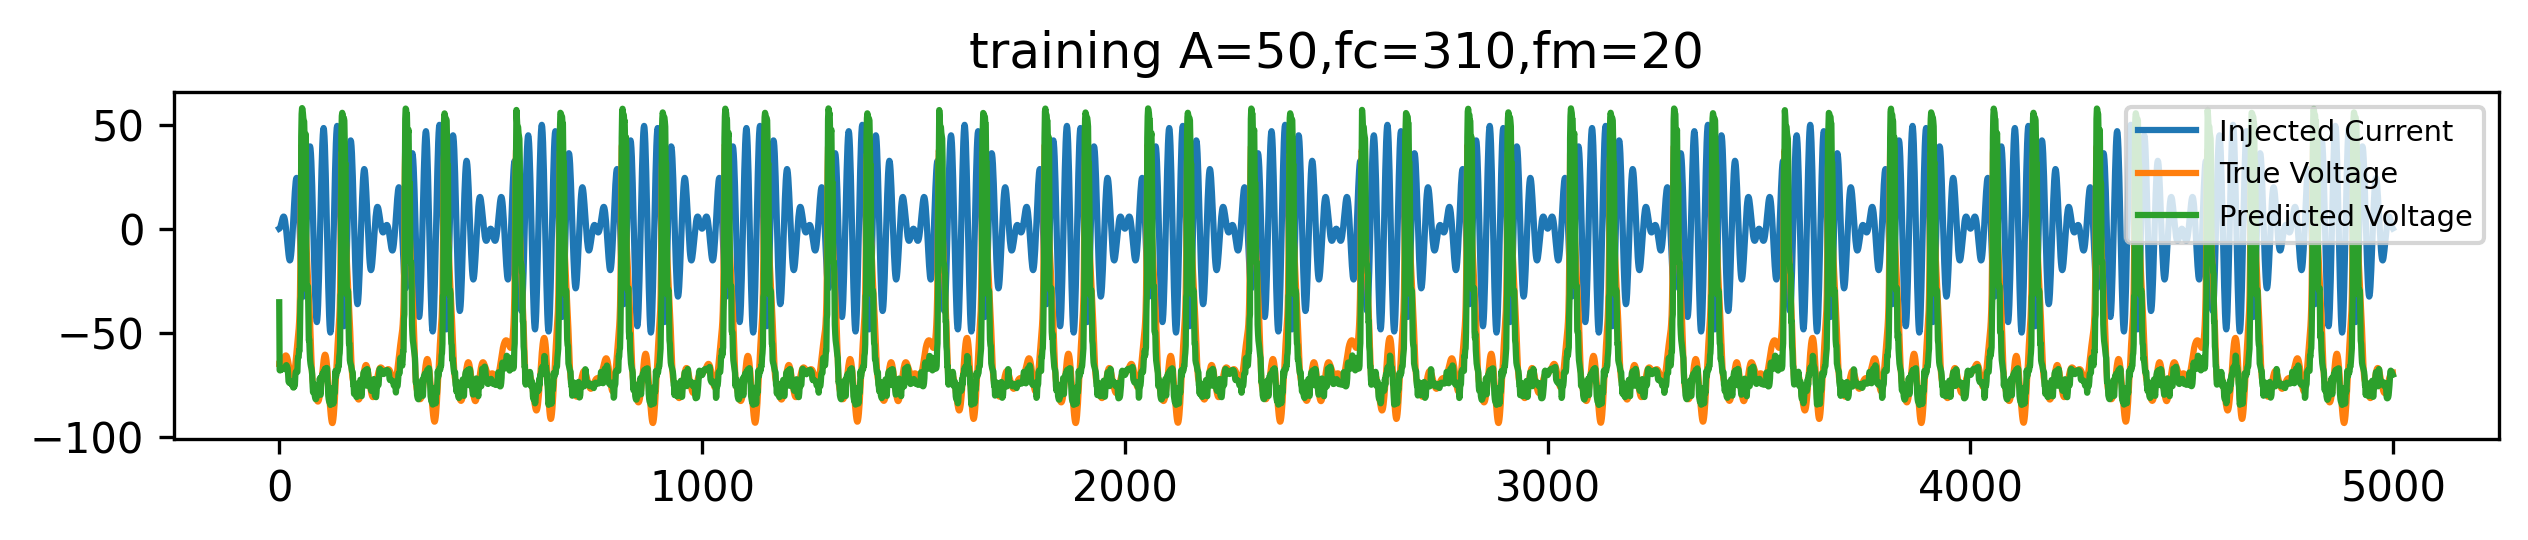 training A=50,fc=310,fm=20
50
0
−50
−100
Injected Current
True Voltage
Predicted Voltage
0 1000 2000 3000 4000 5000